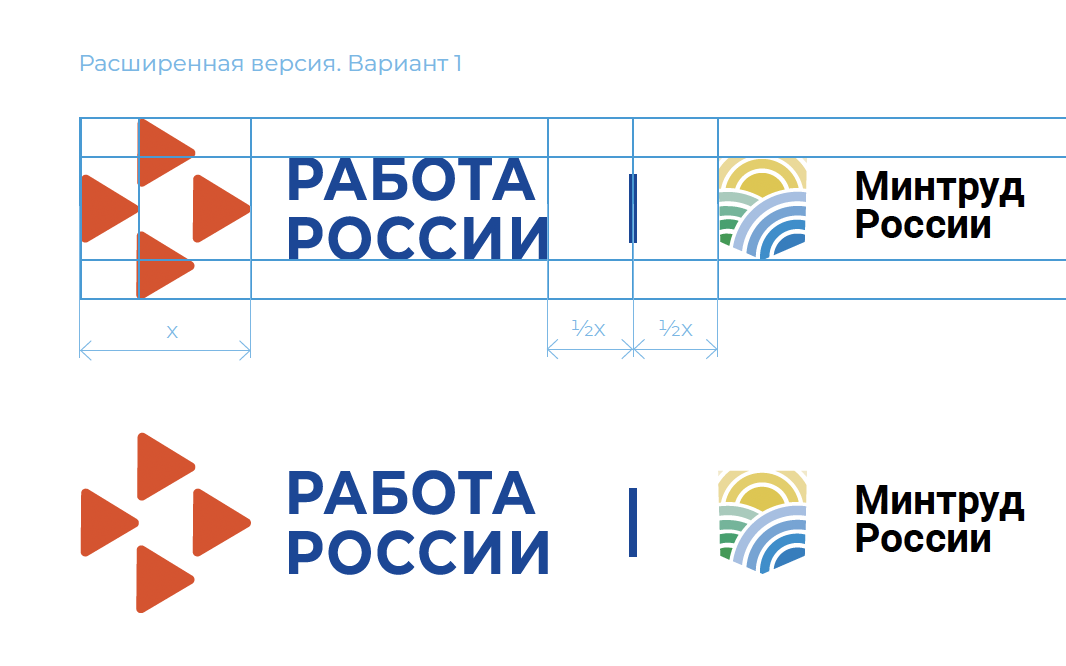 Расширенная версия. Вариант 1
РАБОТА
РОССИИ
Минтруд
России
x
½x
½x
РАБОТА
РОССИИ
Минтруд
России